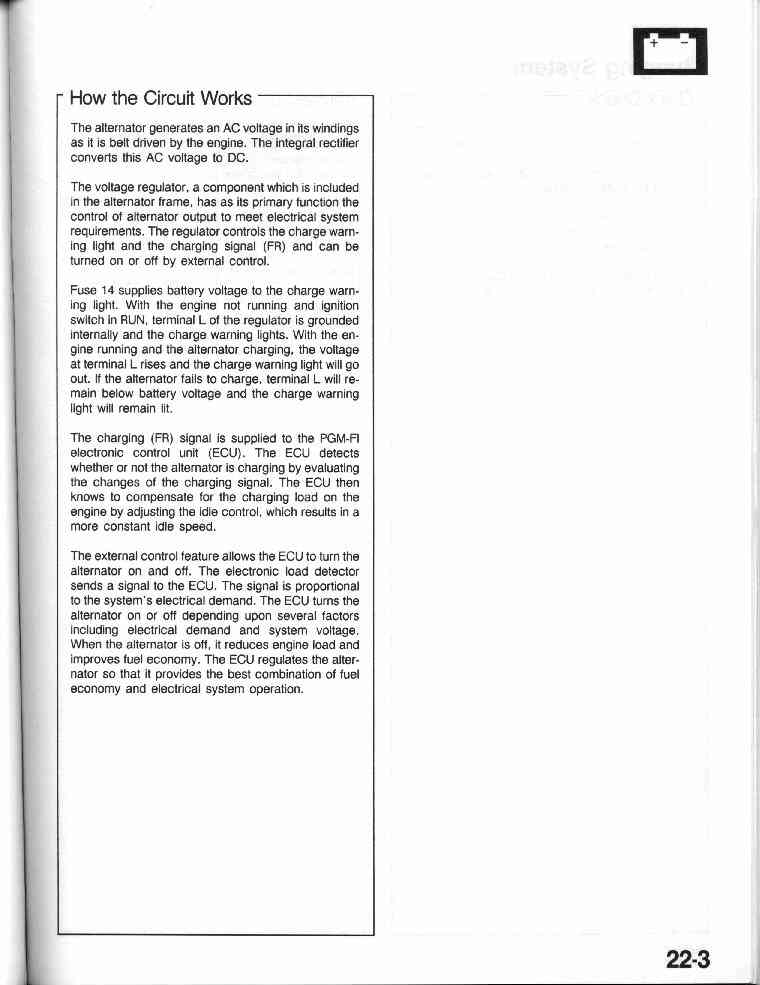 + -
How the Circuit Works
The alternator generates an AC voltage in its windings
as it is belt driven by the engine. The integral rectifier
converts this AC voltage to DC.
The voltage regulator, a component which is included
in the alternator frame, has as its primary function the
control of alternator output to meet electrical system
requirements. The regulator controls the charge warn-
ing light and the charging signal (FR) and can be
turned on or off by external control.
Fuse 14 supplies battery voltage to the charge warn-
ing light. With the engine not running and ignition
switch in RUN, terminal L of the regulator is grounded
internally and the charge warning lights. With the en-
gine running and the alternator charging, the voltage
at terminal L rises and the charge warning light will go
out. If the alternator fails to charge, terminal L will re-
main below battery voltage and the charge warning
light will remain lit.
The charging (FR) signal is supplied to the PGM-FI
electronic control unit (ECU). The ECU detects
whether or not the alternator is charging by evaluating
the changes of the charging signal. The ECU then
knows to compensate for the charging load on the
engine by adjusting the idle control, which results in a
more constant idle speed.
The external control feature allows the ECU to turn the
alternator on and off. The electronic load detector
sends a signal to the ECU. The signal is proportional
to the system's electrical demand. The ECU turns the
alternator on or off depending upon several factors
including electrical demand and system voltage.
When the alternator is off, it reduces engine load and
improves fuel economy. The ECU regulates the alter-
nator so that it provides the best combination of fuel
economy and electrical system operation.
22-3